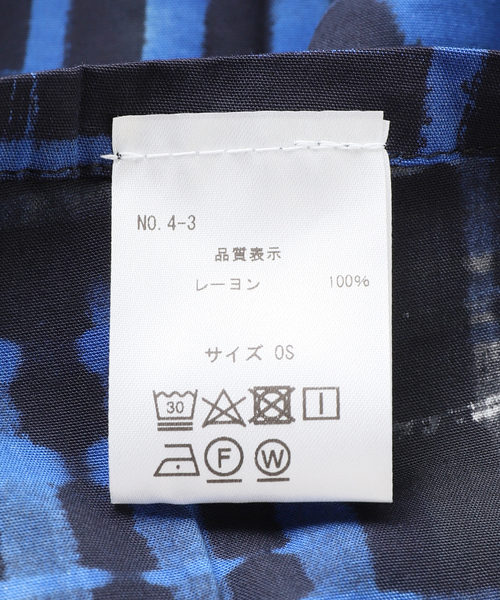 NO. 4-3
品質表示
レーヨン 100%
サイズ OS
30
F W